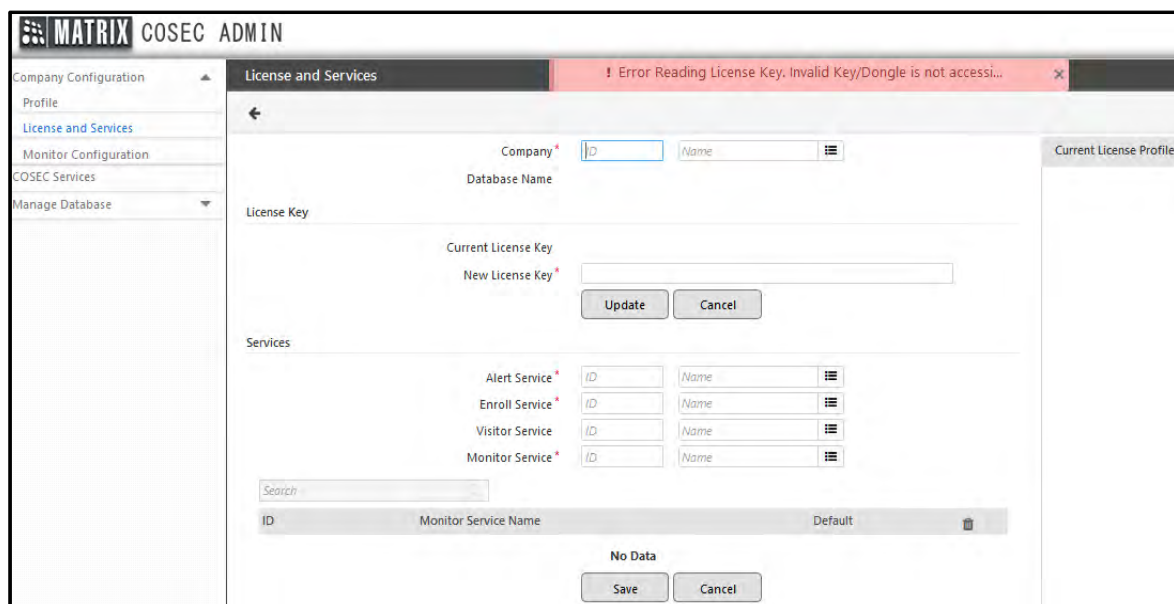 MATRIX COSEC ADMIN
Company Configuration
Profile
License and Services
Monitor Configuration
COSEC Services
Manage Database
License and Services
! Error Reading License Key. Invalid Key/Dongle is not accessi...
Company* ID Name
Database Name
License Key
Current License Key
New License Key*
Update Cancel
Services
Alert Service* ID Name
Enroll Service* ID Name
Visitor Service ID Name
Monitor Service* ID Name
Search
ID Monitor Service Name Default
No Data
Save Cancel
Current License Profile